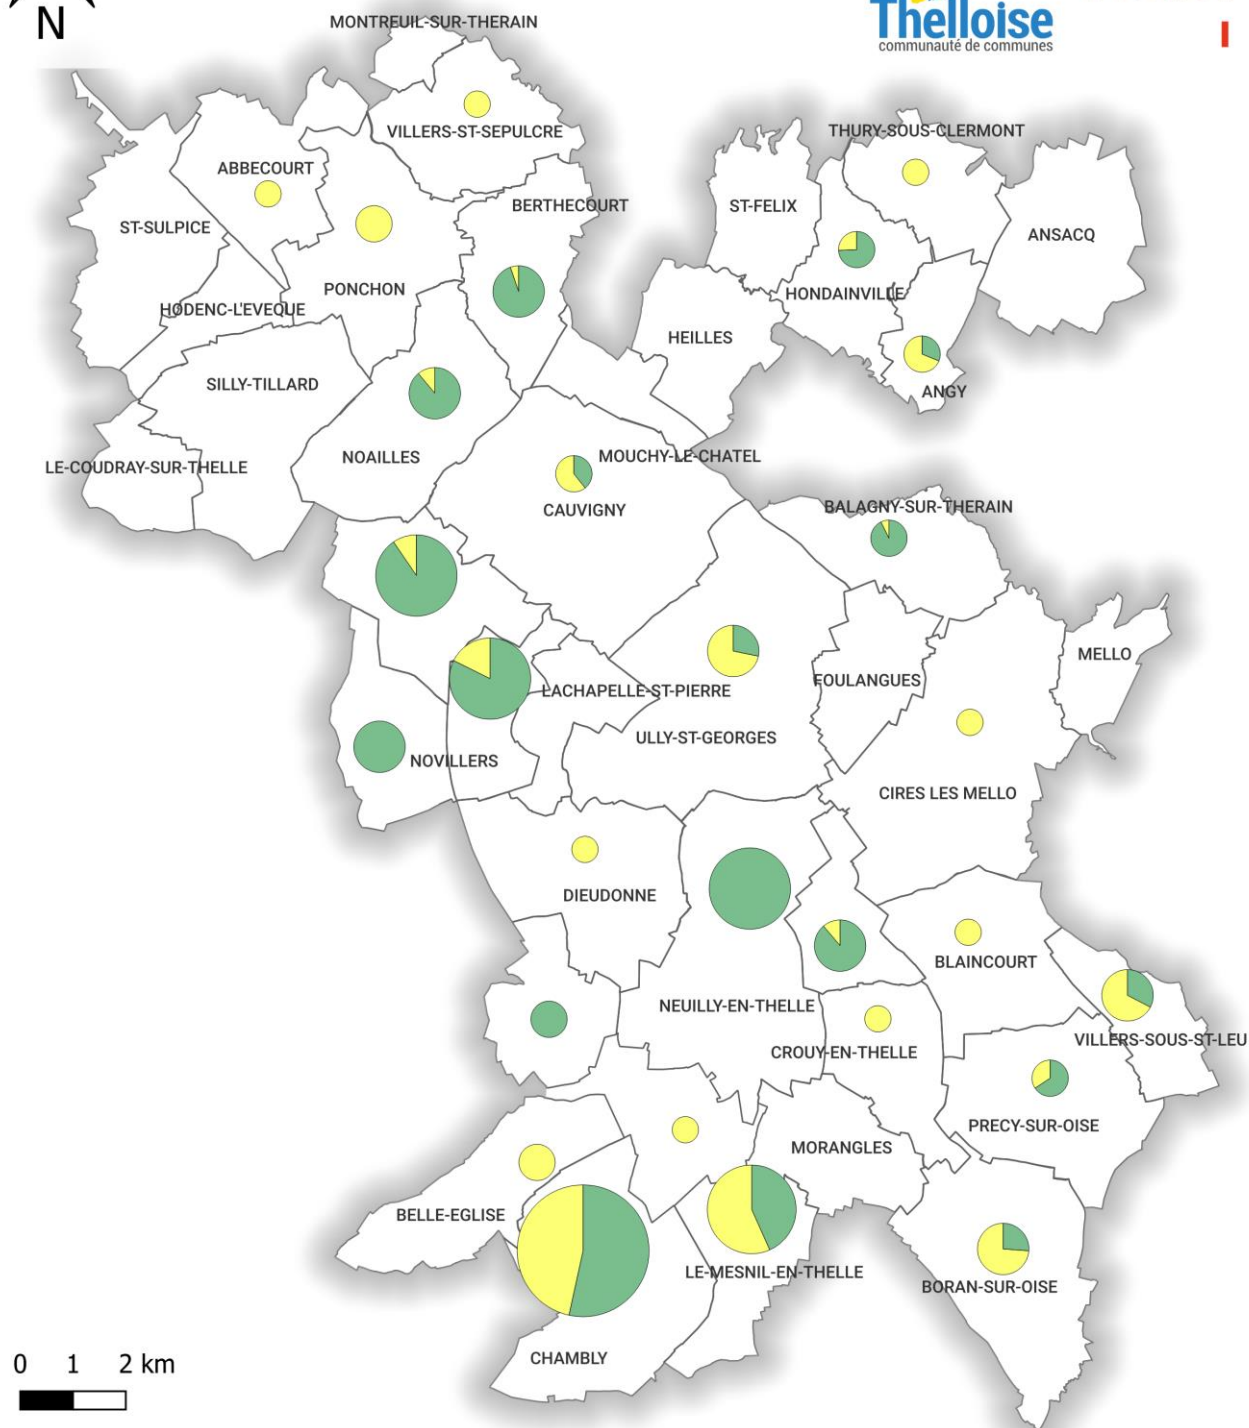 N
MONTREUIL-SUR-THERAIN
Thelloise
communauté de communes
VILLERS-ST-SEPULCRE
THURY-SOUS-CLERMONT
ABBECOURT
BERTHECOURT
ST-FELIX
ST-SULPICE
ANSACQ
PONCHON
HONDAINVILLE
HODENC-L'EVEQUE
HEILLES
SILLY-TILLARD
ANGY
NOAILLES
MOUCHY-LE-CHATEL
LE-COUDRAY-SUR-THELLE
CAUVIGNY
BALAGNY-SUR-THERAIN
MELLO
FOULANGUES
LACHAPELLE-ST-PIERRE
ULLY-ST-GEORGES
NOVILLERS
CIRES LES MELLO
DIEUDONNE
BLAINCOURT
NEUILLY-EN-THELLE
VILLERS-SOUS-ST-LEU
CROUY-EN-THELLE
PRECY-SUR-OISE
MORANGLES
BELLE-EGLISE
LE-MESNIL-EN-THELLE
BORAN-SUR-OISE
CHAMBLY
0 1 2 km